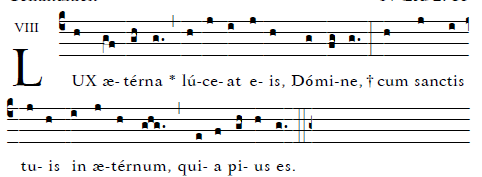 VIII
LUX æ-térna * lú-ce-at e-is, Dómi-ne, † cum sanctis
tu-is in æ-térnum, qui-a pi-us es.